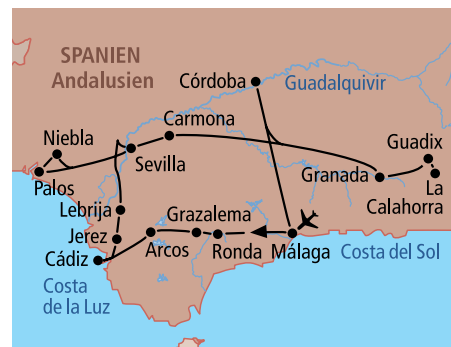 SPANIEN
Andalusien
Córdoba
Guadalquivir
Carmona
Niebla
Guadix
Sevilla
Palos
Granada
La
Calahorra
Lebrija
Grazalema
Jerez
Arcos
Ronda
Málaga
Costa del Sol
Cádiz
Costa
de la Luz